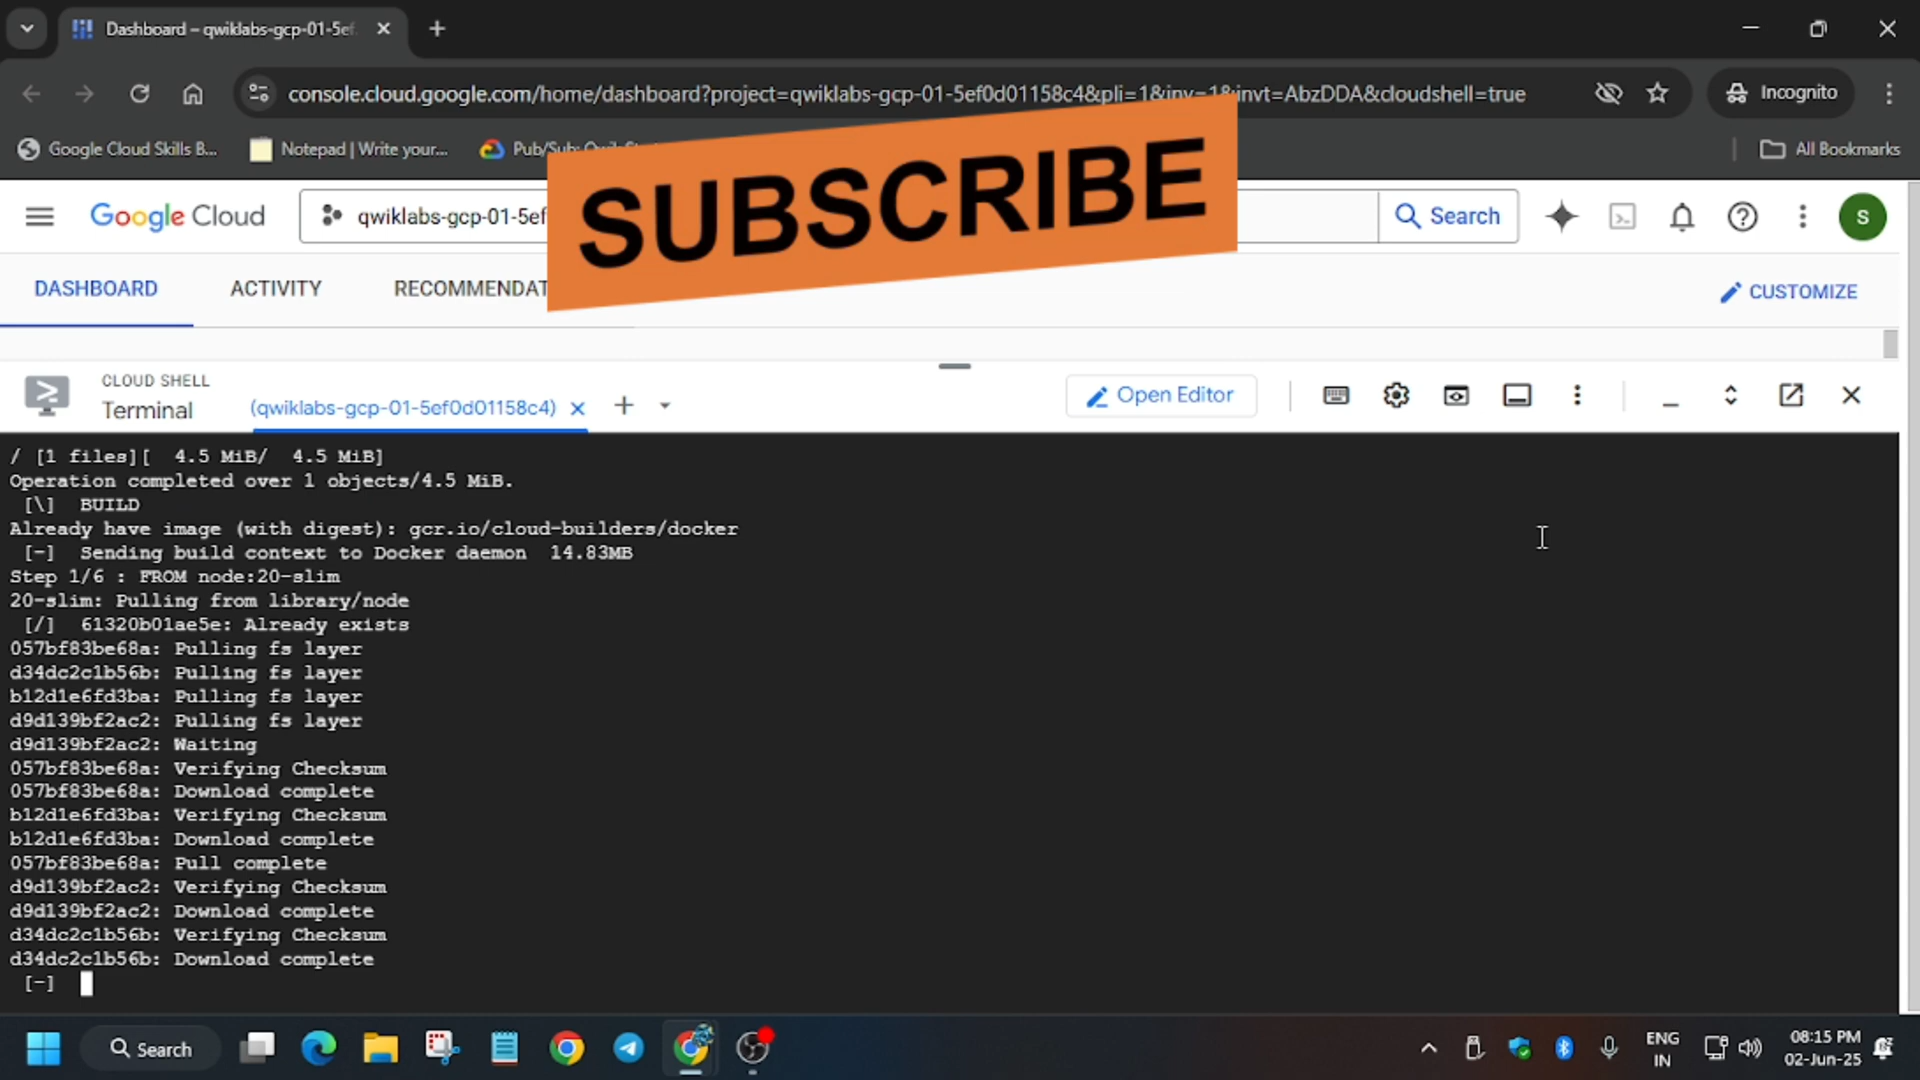 Dashboard – qwiklabs-gcp-01-5ef
console.cloud.google.com/home/dashboard?project=qwiklabs-gcp-01-5ef0d01158c4&pli=1&inv=1&invt=AbzDDA&cloudshell=true
Incognito
Google Cloud Skills B...
Notepad | Write your...
Pub/Sub:
All Bookmarks
SUBSCRIBE
Google Cloud
qwiklabs-gcp-01-5ef
Search
S
DASHBOARD
ACTIVITY
RECOMMENDAT
CUSTOMIZE
CLOUD SHELL
Terminal
(qwiklabs-gcp-01-5ef0d01158c4)
Open Editor
/ [1 files][  4.5 MiB/  4.5 MiB]
Operation completed over 1 objects/4.5 MiB.
[\]  BUILD
Already have image (with digest): gcr.io/cloud-builders/docker
[-]  Sending build context to Docker daemon  14.83MB
Step 1/6 : FROM node:20-slim
20-slim: Pulling from library/node
[/]  61320b01ae5e: Already exists
057bf83be68a: Pulling fs layer
d34dc2c1b56b: Pulling fs layer
b12d1e6fd3ba: Pulling fs layer
d9d139bf2ac2: Pulling fs layer
d9d139bf2ac2: Waiting
057bf83be68a: Verifying Checksum
057bf83be68a: Download complete
b12d1e6fd3ba: Verifying Checksum
b12d1e6fd3ba: Download complete
057bf83be68a: Pull complete
d9d139bf2ac2: Verifying Checksum
d9d139bf2ac2: Download complete
d34dc2c1b56b: Verifying Checksum
d34dc2c1b56b: Download complete
[-]
Search
ENG
IN
08:15 PM
02-Jun-25